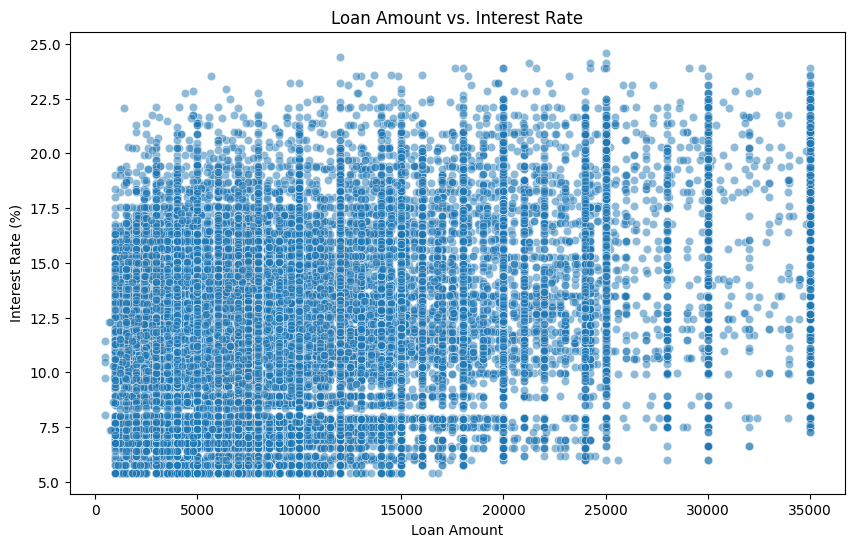 Loan Amount vs. Interest Rate
25.0
22.5
20.0
17.5
15.0
12.5
10.0
7.5
5.0
Interest Rate (%)
0 5000 10000 15000 20000 25000 30000 35000
Loan Amount